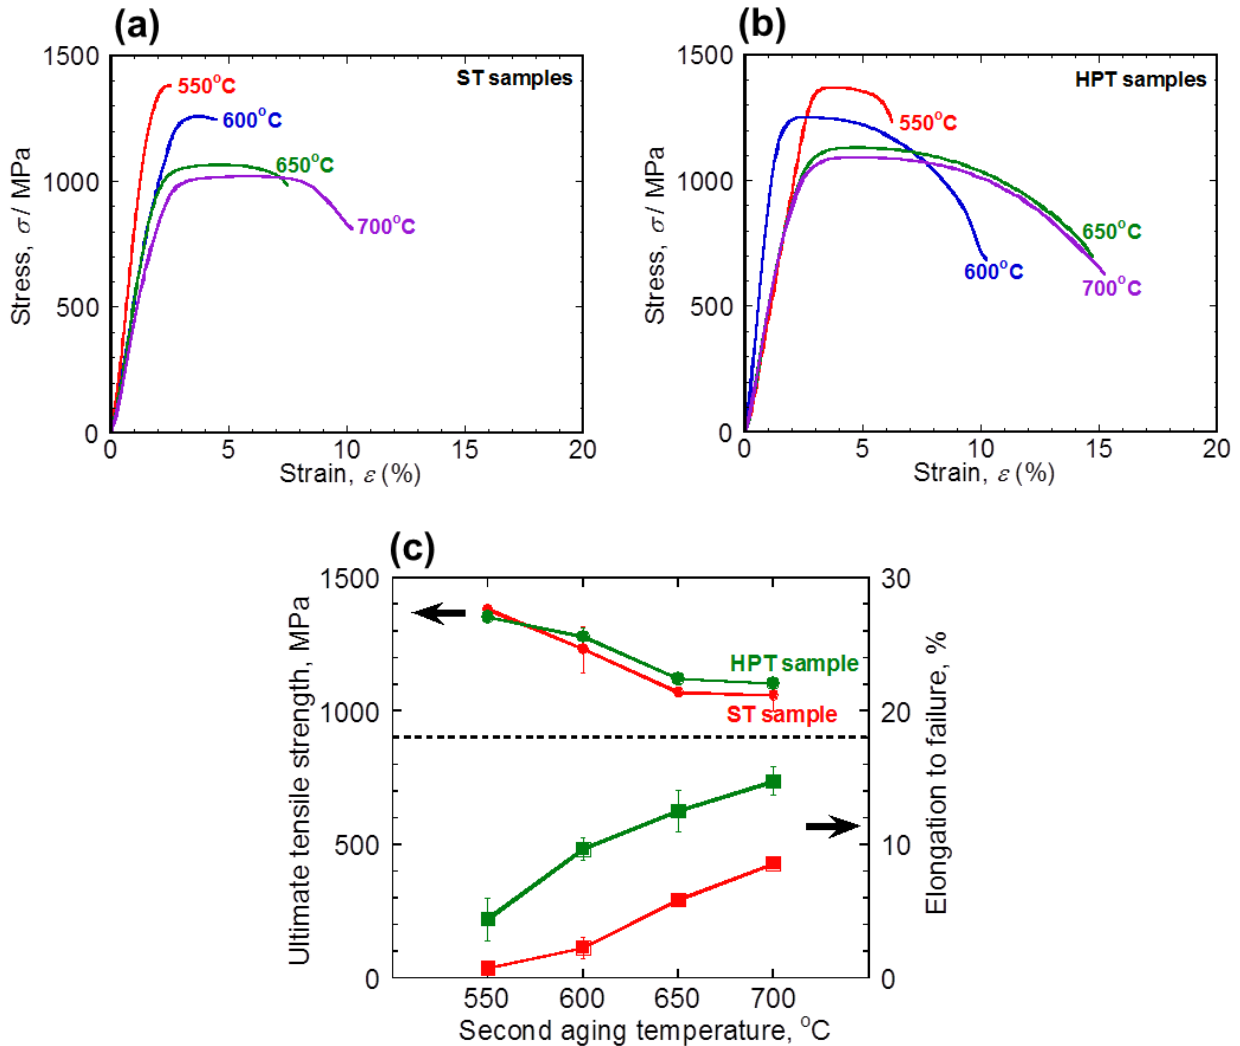 (a)
ST samples
1500
1000
500
0
Stress, σ / MPa
550°C
600°C
650°C
700°C
0 5 10 15 20
Strain, ε (%)
(b)
HPT samples
1500
1000
500
0
Stress, σ / MPa
550°C
600°C
650°C
700°C
0 5 10 15 20
Strain, ε (%)
(c)
1500
1000
500
0
Ultimate tensile strength, MPa
HPT sample
ST sample
30
20
10
0
Elongation to failure, %
550 600 650 700
Second aging temperature, °C